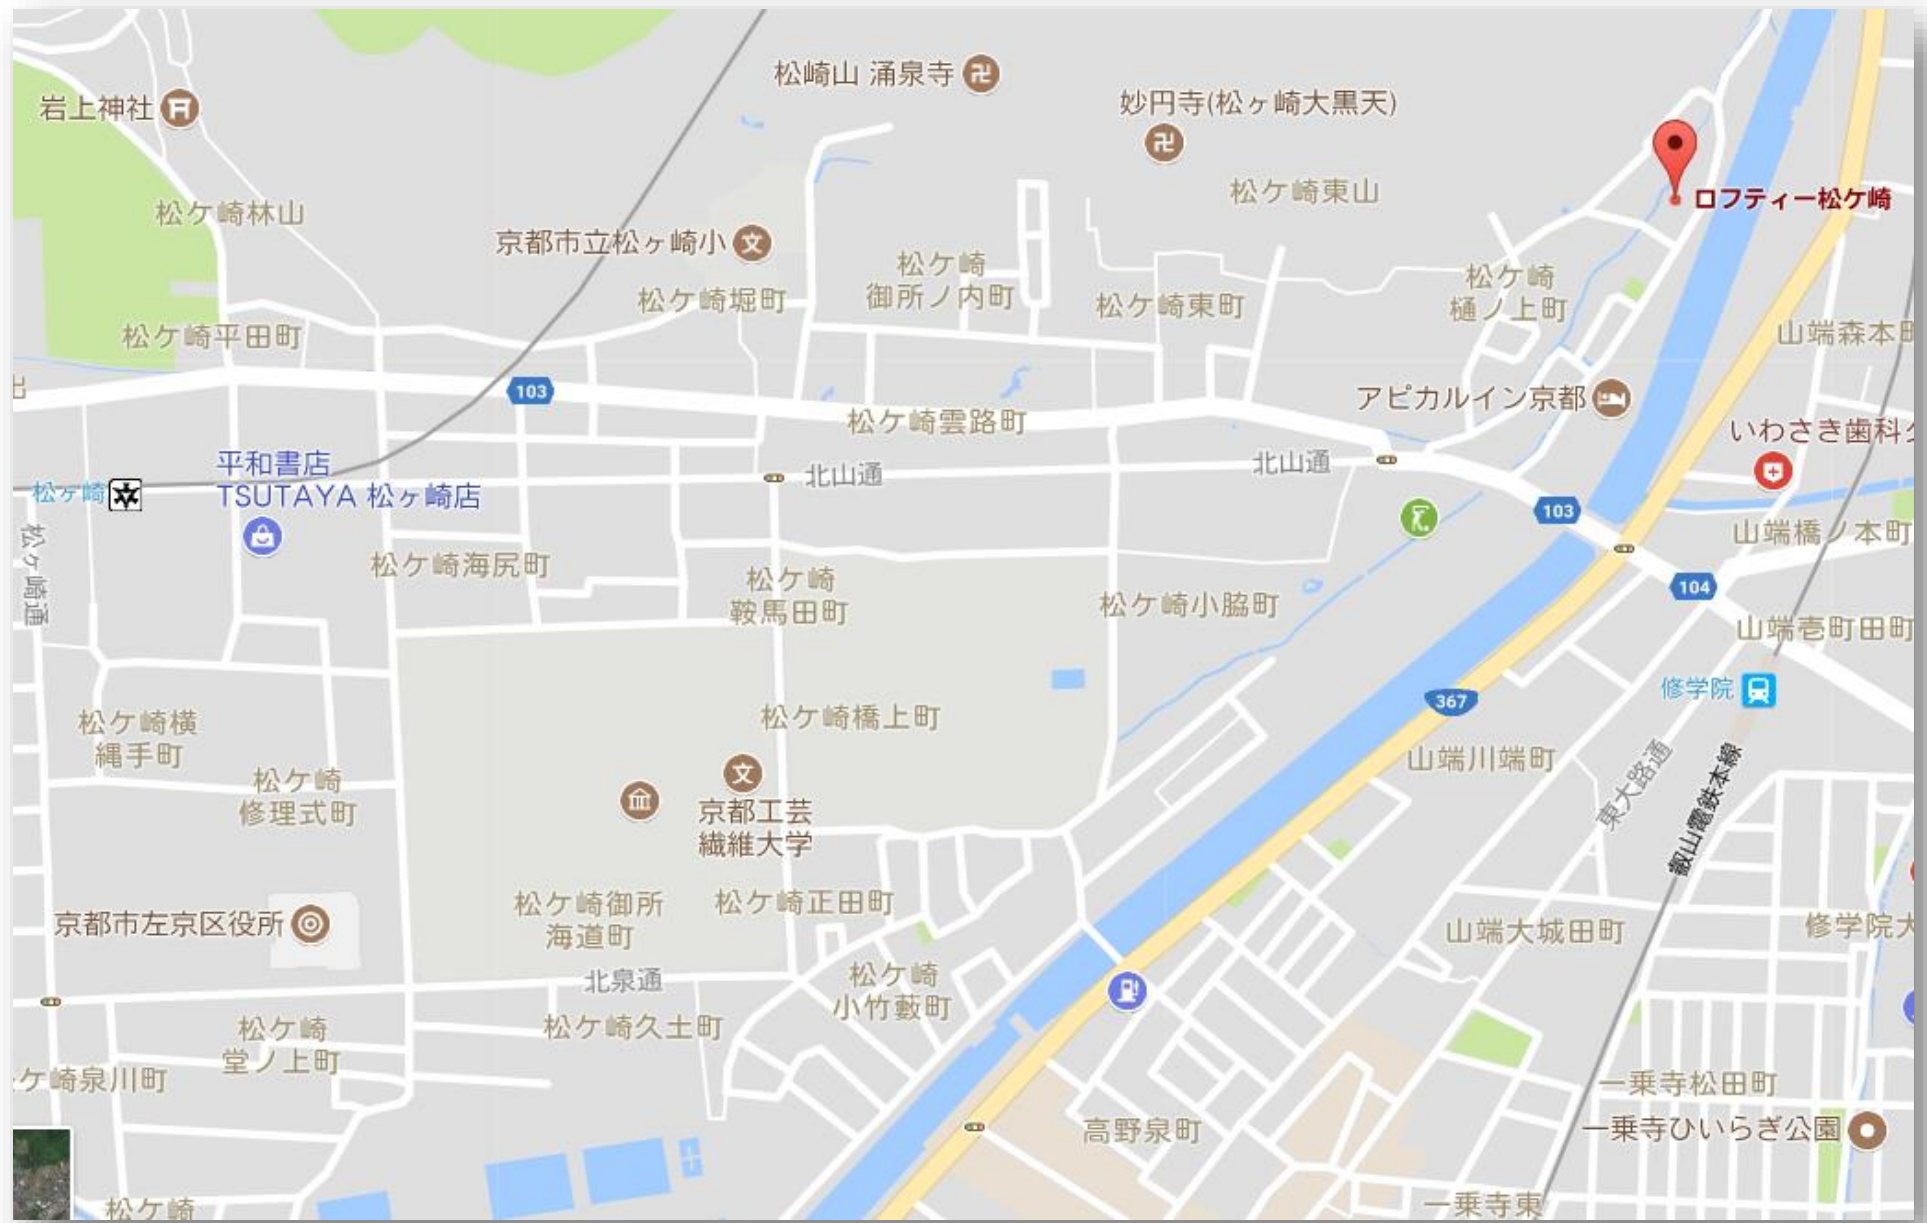 松崎山 涌泉寺
妙円寺(松ヶ崎大黒天)
岩上神社
松ケ崎東山
ロフティー松ケ崎
松ケ崎林山
京都市立松ヶ崎小
松ケ崎
御所ノ内町
松ケ崎堀町
松ケ崎東町
松ケ崎
樋ノ上町
松ケ崎平田町
山端森本町
103
アピカルイン京都
松ケ崎雲路町
いわさき歯科ク
平和書店
TSUTAYA 松ヶ崎店
北山通
北山通
松ヶ崎
103
松ヶ崎通
山端橋ノ本町
松ケ崎海尻町
松ケ崎
鞍馬田町
松ケ崎小脇町
104
山端壱町田町
修学院
367
松ケ崎橋上町
松ケ崎横
縄手町
山端川端町
東大路通
叡山電鉄本線
松ケ崎
修理式町
京都工芸
繊維大学
松ケ崎御所
海道町
松ケ崎正田町
京都市左京区役所
山端大城田町
修学院大
北泉通
松ケ崎
小竹藪町
松ケ崎
堂ノ上町
松ケ崎久土町
ケ崎泉川町
一乗寺松田町
高野泉町
一乗寺ひいらぎ公園
松ケ崎
一乗寺東